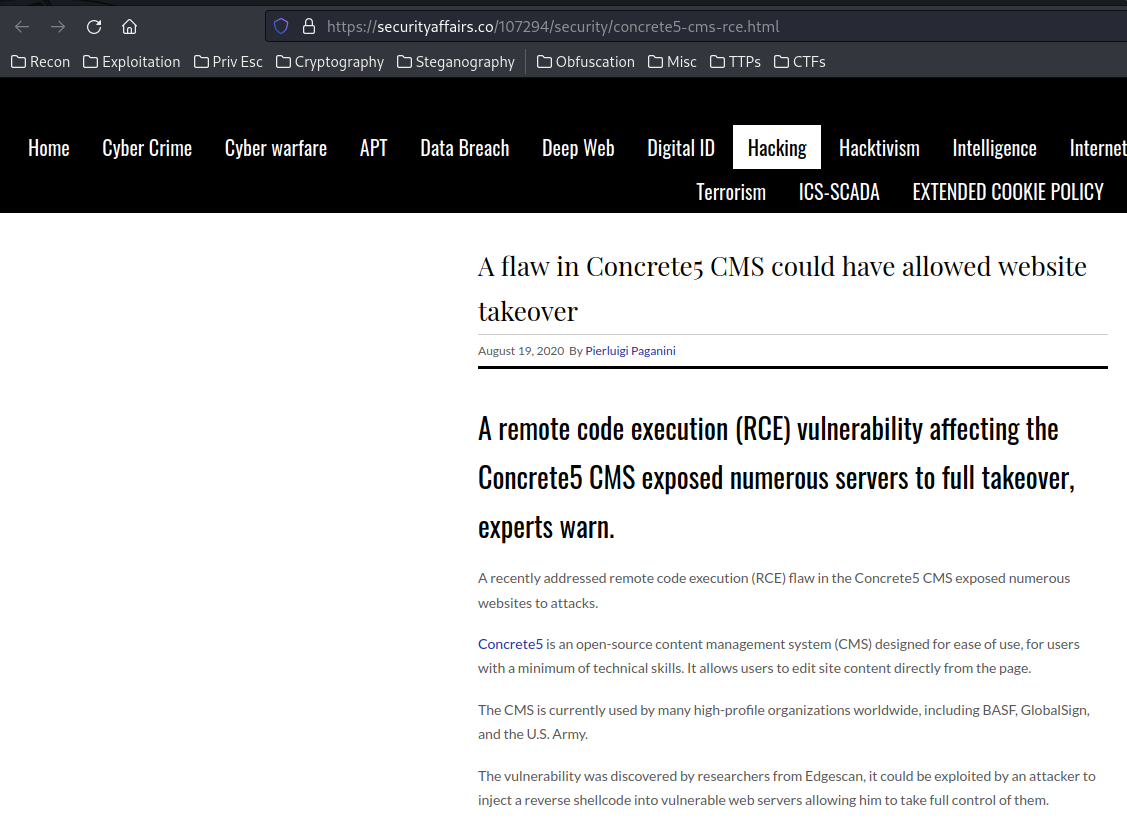 https://securityaffairs.co/107294/security/concrete5-cms-rce.html
Recon Exploitation Priv Esc Cryptography Steganography Obfuscation Misc TTPs CTFs
Home Cyber Crime Cyber warfare APT Data Breach Deep Web Digital ID Hacking Hacktivism Intelligence Internet
Terrorism ICS-SCADA EXTENDED COOKIE POLICY
A flaw in Concrete5 CMS could have allowed website
takeover
August 19, 2020 By Pierluigi Paganini
A remote code execution (RCE) vulnerability affecting the
Concrete5 CMS exposed numerous servers to full takeover,
experts warn.
A recently addressed remote code execution (RCE) flaw in the Concrete5 CMS exposed numerous
websites to attacks.
Concrete5 is an open-source content management system (CMS) designed for ease of use, for users
with a minimum of technical skills. It allows users to edit site content directly from the page.
The CMS is currently used by many high-profile organizations worldwide, including BASF, GlobalSign,
and the U.S. Army.
The vulnerability was discovered by researchers from Edgescan, it could be exploited by an attacker to
inject a reverse shellcode into vulnerable web servers allowing him to take full control of them.